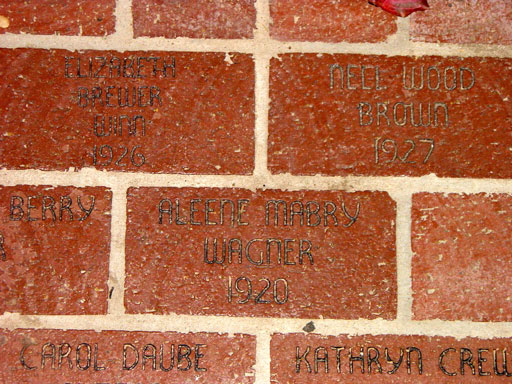 ELIZABETH
BREWER
WINN
1926
NELL WOOD
BROWN
1927
BERRY
ALEENE MABRY
WAGNER
1920
CAROL DAUBE
KATHRYN CREW